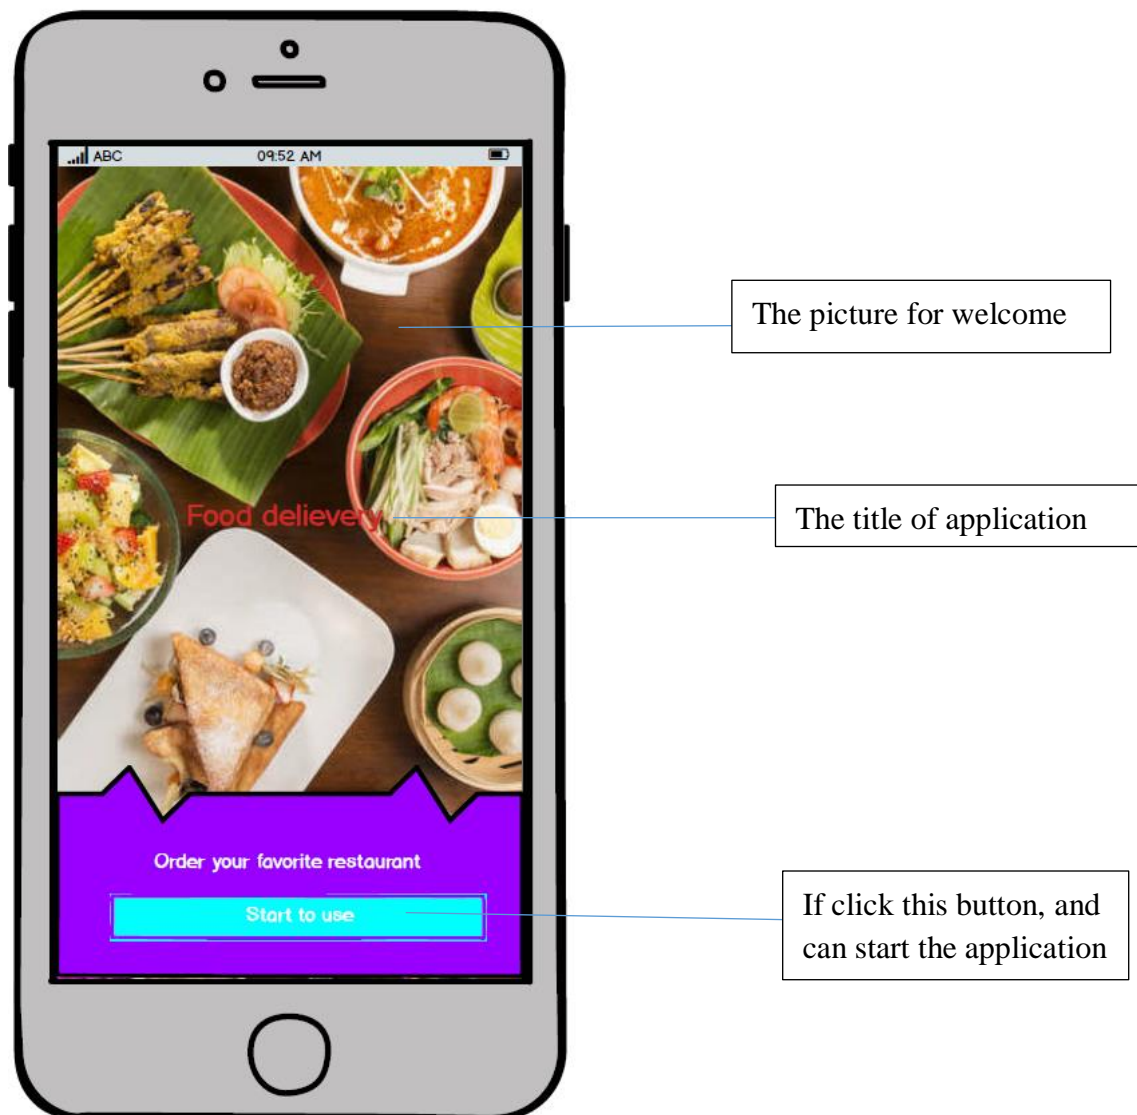 ABC 09:52 AM
The picture for welcome
Food delievery
The title of application
Order your favorite restaurant
Start to use
If click this button, and
can start the application